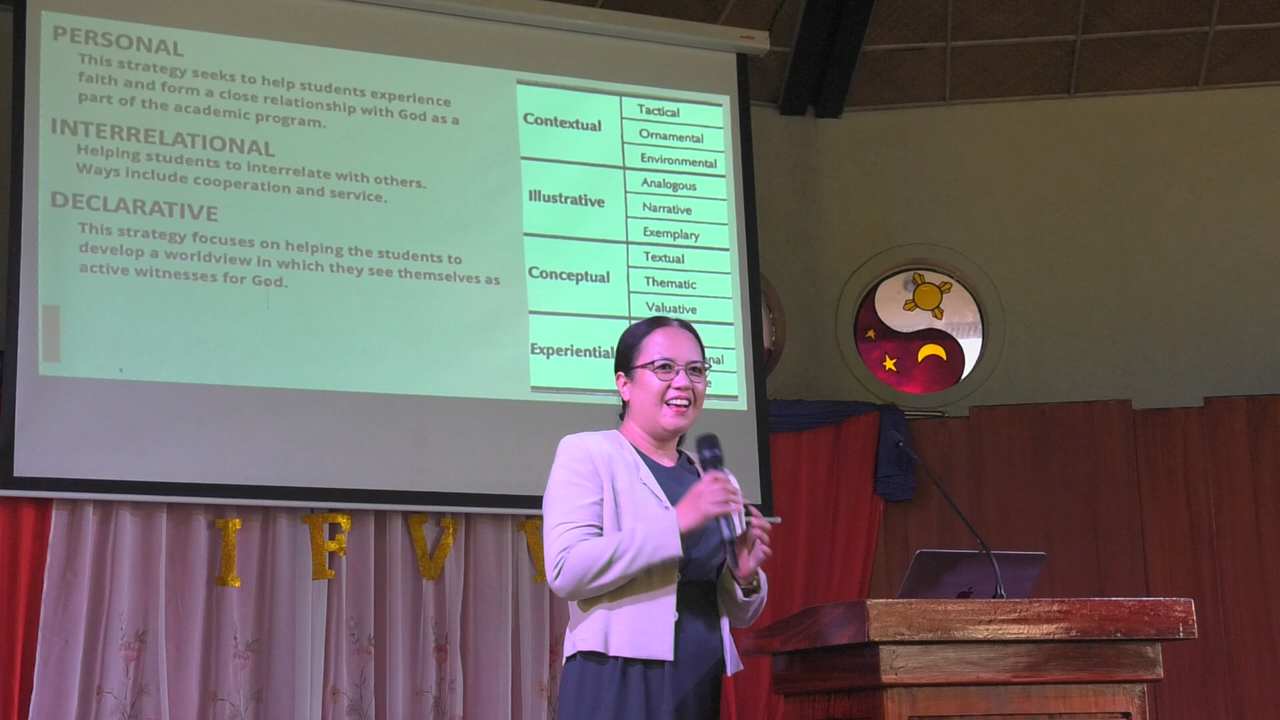 PERSONAL
This strategy seeks to help students experience
faith and form a close relationship with God as a
part of the academic program.
INTERRELATIONAL
Helping students to interrelate with others.
Ways include cooperation and service.
DECLARATIVE
This strategy focuses on helping the students to
develop a worldview in which they see themselves as
active witnesses for God.
Contextual
Tactical
Ornamental
Environmental
Illustrative
Analogous
Narrative
Exemplary
Conceptual
Textual
Thematic
Valuative
Experiential
I F V